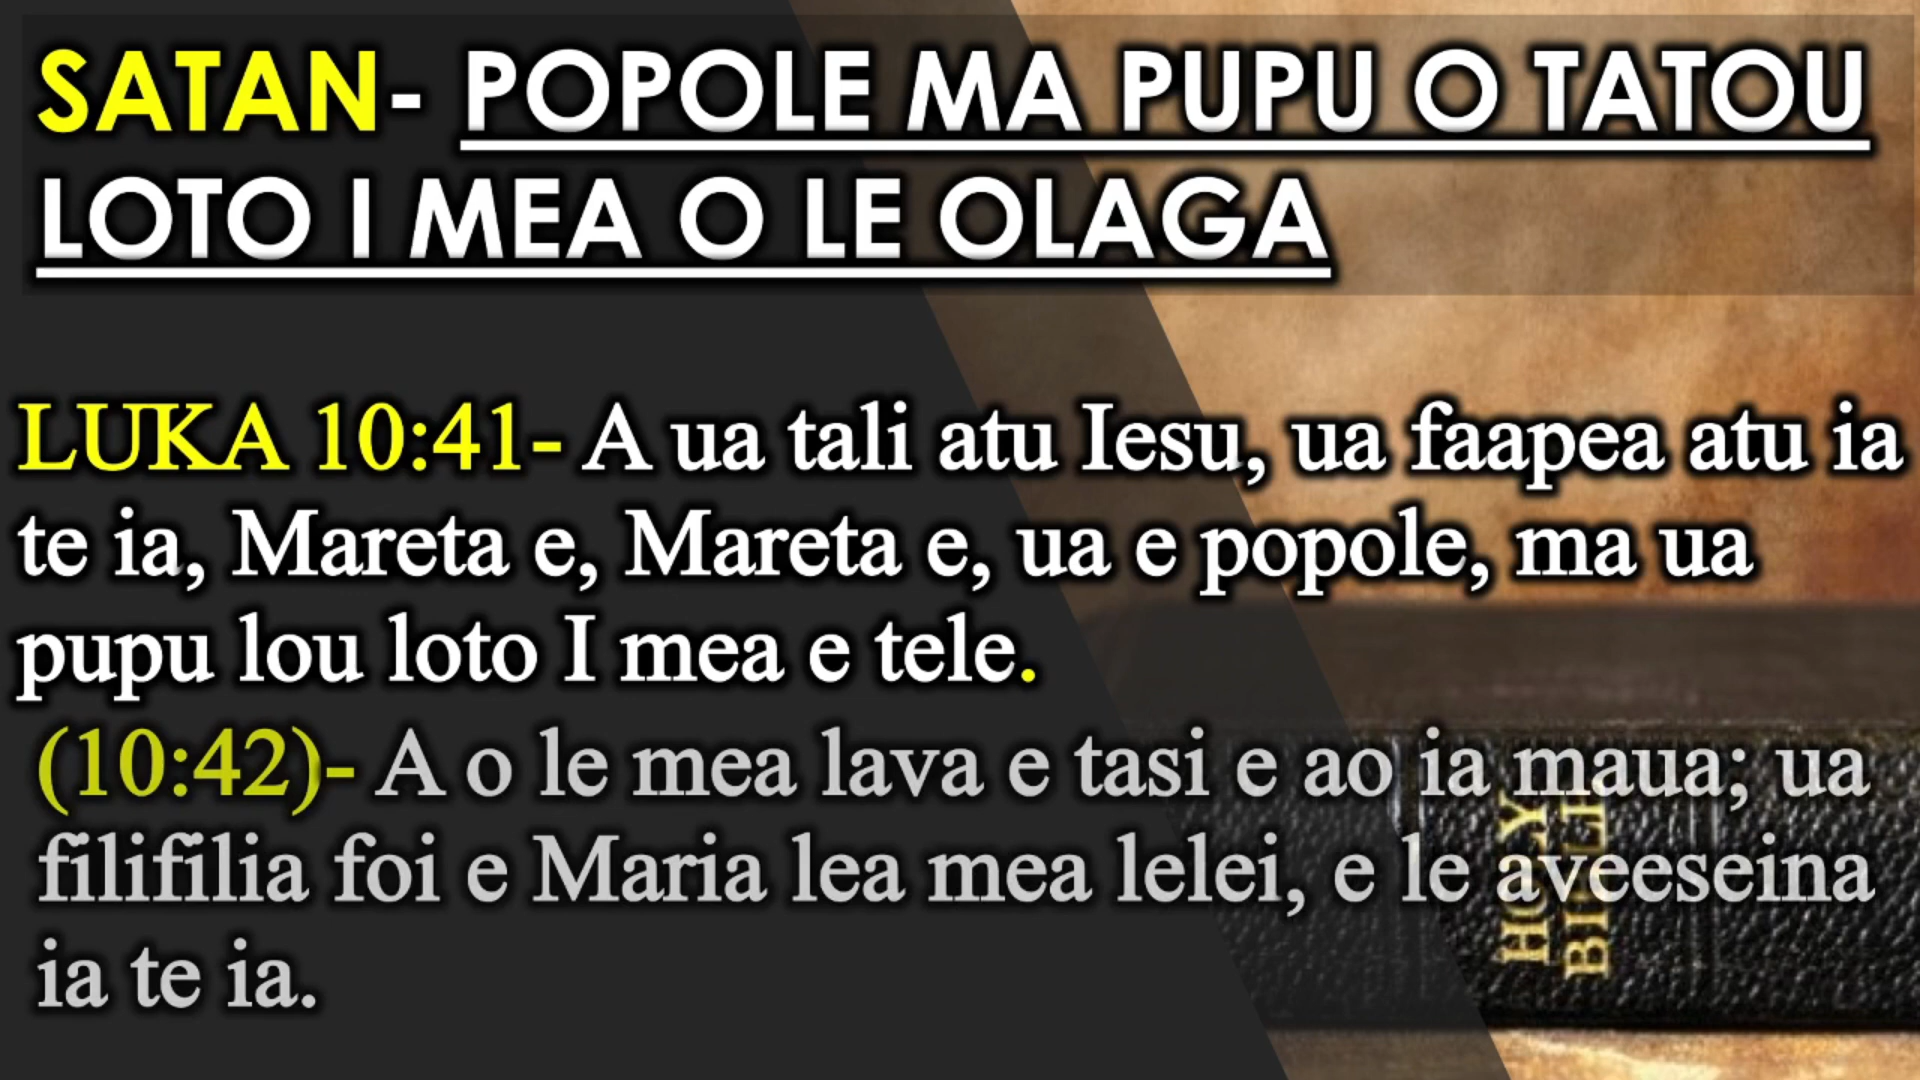 SATAN- POPOLE MA PUPU O TATOU
LOTO I MEA O LE OLAGA
LUKA 10:41- A ua tali atu Iesu, ua faapea atu ia
te ia, Mareta e, Mareta e, ua e popole, ma ua
pupu lou loto I mea e tele.
(10:42)- A o le mea lava e tasi e ao ia maua; ua
filifilia foi e Maria lea mea lelei, e le aveeseina
ia te ia.
HOLY
BIBLE